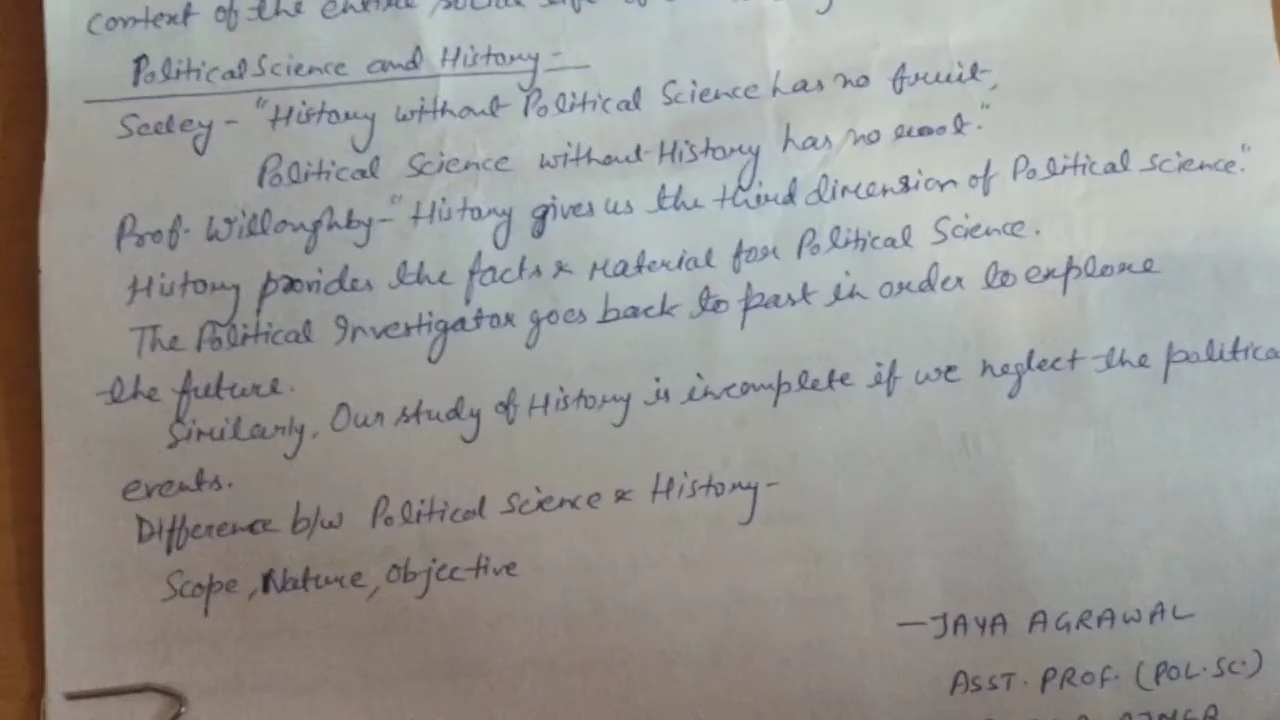 context of the entire social life of
Political Science and History -
Seeley - "History without Political Science has no fruit,
Political Science without History has no root."
Prof. Willoughby - "History gives us the third dimension of Political Science."
History provides the facts & material for Political Science.
The Political Investigator goes back to past in order to explore
the future.
Similarly, Our study of History is incomplete if we neglect the politica
events.
Difference b/w Political Science & History -
Scope, Nature, Objective
- JAYA AGRAWAL
ASST. PROF. (POL. SC.)